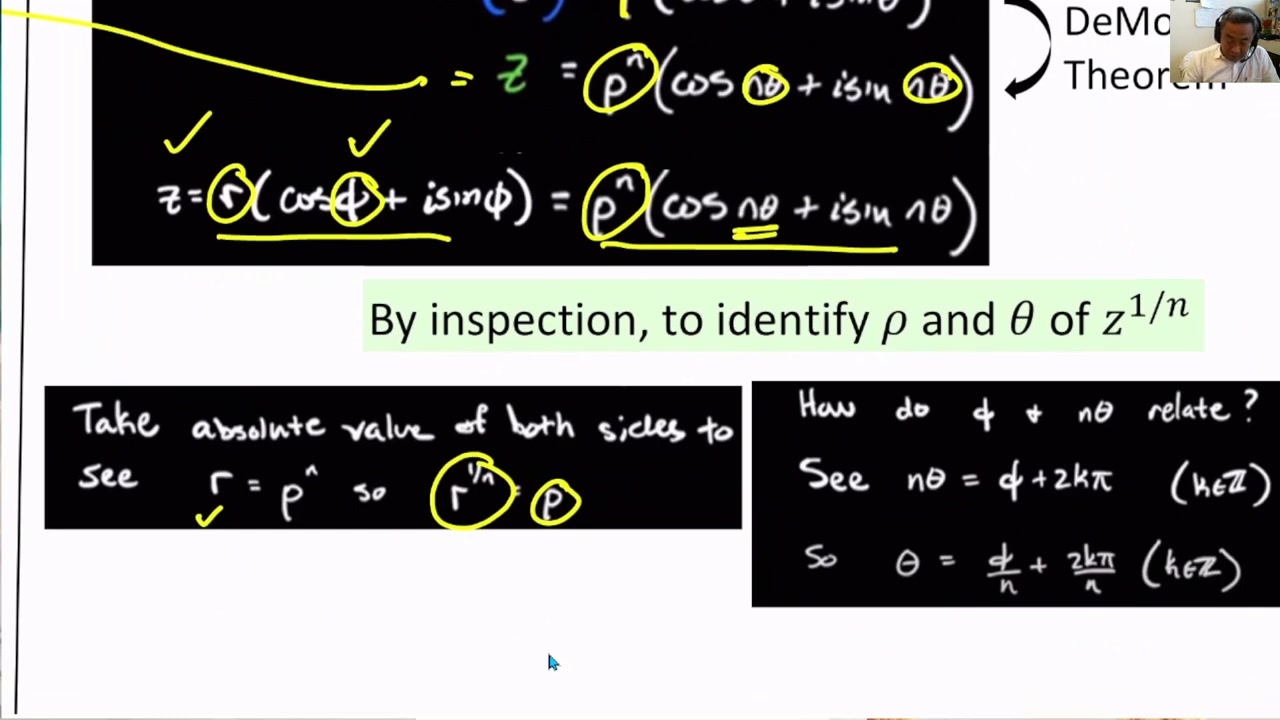 DeMo
= z = ρⁿ(cos nθ + i sin nθ)
Theorem
z = r(cos ϕ + i sin ϕ) = ρⁿ(cos nθ + i sin nθ)
By inspection, to identify ρ and θ of z^{1/n}
Take absolute value of both sides to
see r = ρⁿ so r^{1/n} = ρ
How do ϕ & nθ relate?
See nθ = ϕ + 2kπ (k∈ℤ)
So θ = ϕ/n + 2kπ/n (k∈ℤ)